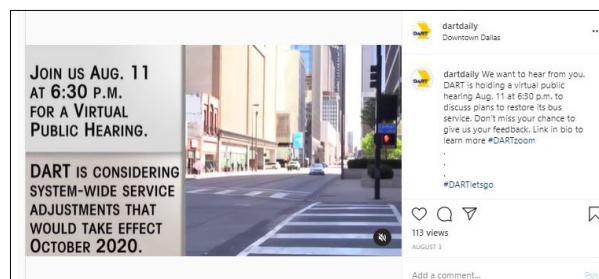 JOIN US AUG. 11
AT 6:30 P.M.
FOR A VIRTUAL
PUBLIC HEARING.
DART IS CONSIDERING
SYSTEM-WIDE SERVICE
ADJUSTMENTS THAT
WOULD TAKE EFFECT
OCTOBER 2020.
DART
dartdaily
Downtown Dallas
DART
dartdaily We want to hear from you.
DART is holding a virtual public
hearing Aug. 11 at 6:30 p.m. to
discuss plans to restore its bus
service. Don't miss your chance to
give us your feedback. Link in bio to
learn more #DARTzoom
.
.
.
#DARTletsgo
113 views
AUGUST 3
Add a comment...